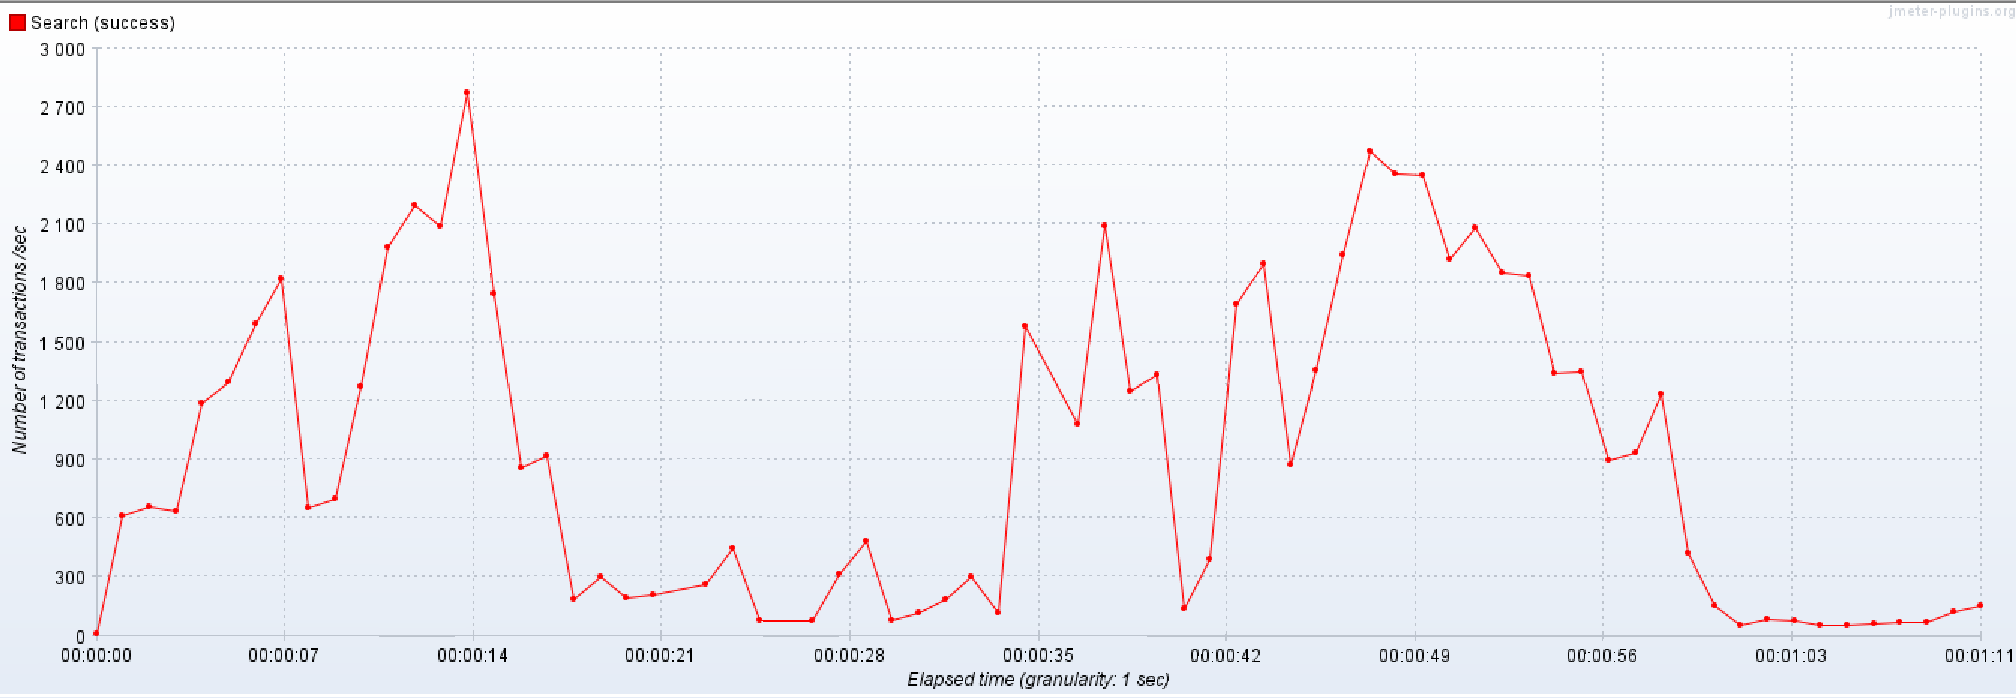 jmeter-plugins.org
Search (success)
3 000
2 700
2 400
2 100
1 800
1 500
1 200
900
600
300
0
Number of transactions /sec
00:00:00 00:00:07 00:00:14 00:00:21 00:00:28 00:00:35 00:00:42 00:00:49 00:00:56 00:01:03 00:01:11
Elapsed time (granularity: 1 sec)